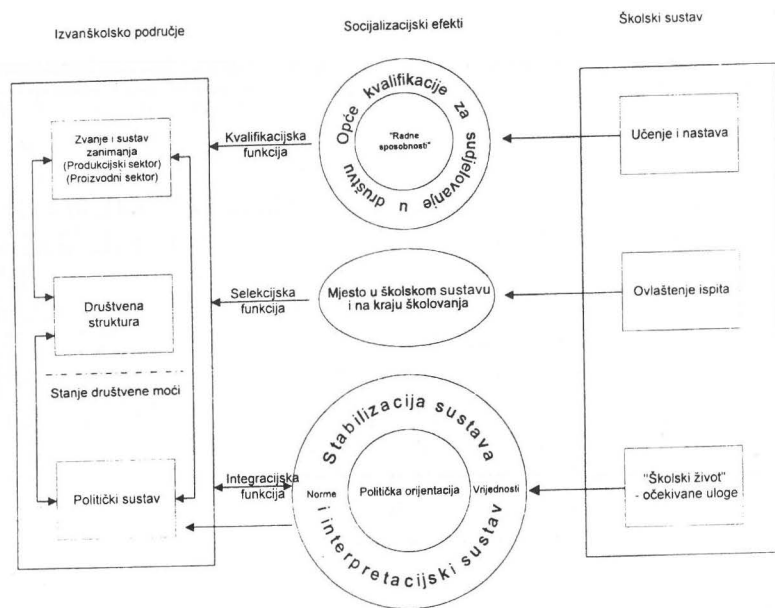 Izvanškolsko područje
Socijalizacijski efekti
Školski sustav
Zvanje i sustav
zanimanja
(Produkcijski sektor)
(Proizvodni sektor)
Kvalifikacijska
funkcija
Opće kvalifikacije za sudjelovanje u društvu
"Radne
sposobnosti"
Učenje i nastava
Društvena
struktura
Selekcijska
funkcija
Mjesto u školskom sustavu
i na kraju školovanja
Ovlaštenje ispita
Stanje društvene moći
Politički sustav
Integracijska
funkcija
Stabilizacija sustava
Norme
Politička orijentacija
Vrijednosti
i interpretacijski sustav
"Školski život"
- očekivane uloge